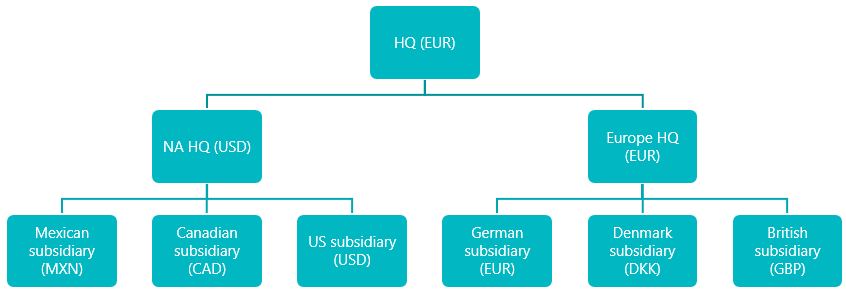 HQ (EUR)
NA HQ (USD)
Europe HQ
(EUR)
Mexican
subsidiary
(MXN)
Canadian
subsidiary
(CAD)
US subsidiary
(USD)
German
subsidiary
(EUR)
Denmark
subsidiary
(DKK)
British
subsidiary
(GBP)